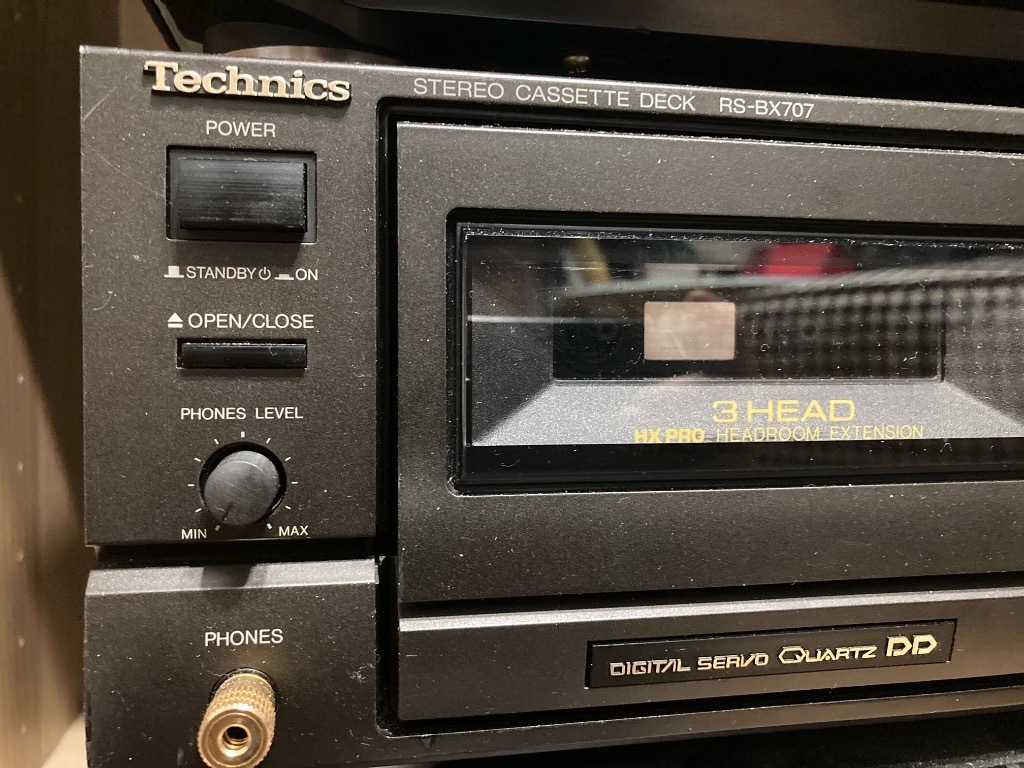 Technics
STEREO CASSETTE DECK RS-BX707
POWER
STANDBY ON
OPEN/CLOSE
PHONES LEVEL
MIN MAX
3 HEAD
HX PRO HEADROOM EXTENSION
PHONES
DIGITAL SERVO QUARTZ DD